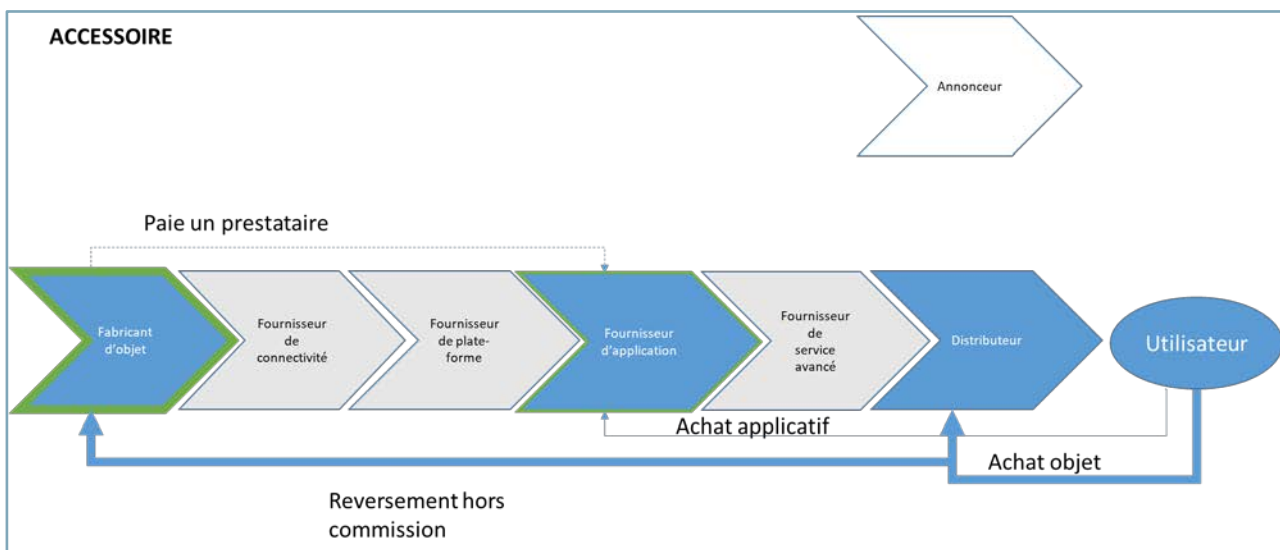 ACCESSOIRE
Annonceur
Paie un prestataire
Fabricant
d'objet
Fournisseur
de
connectivité
Fournisseur
de plate-
forme
Fournisseur
d'application
Fournisseur
de
service
avancé
Distributeur
Utilisateur
Achat applicatif
Achat objet
Reversement hors
commission